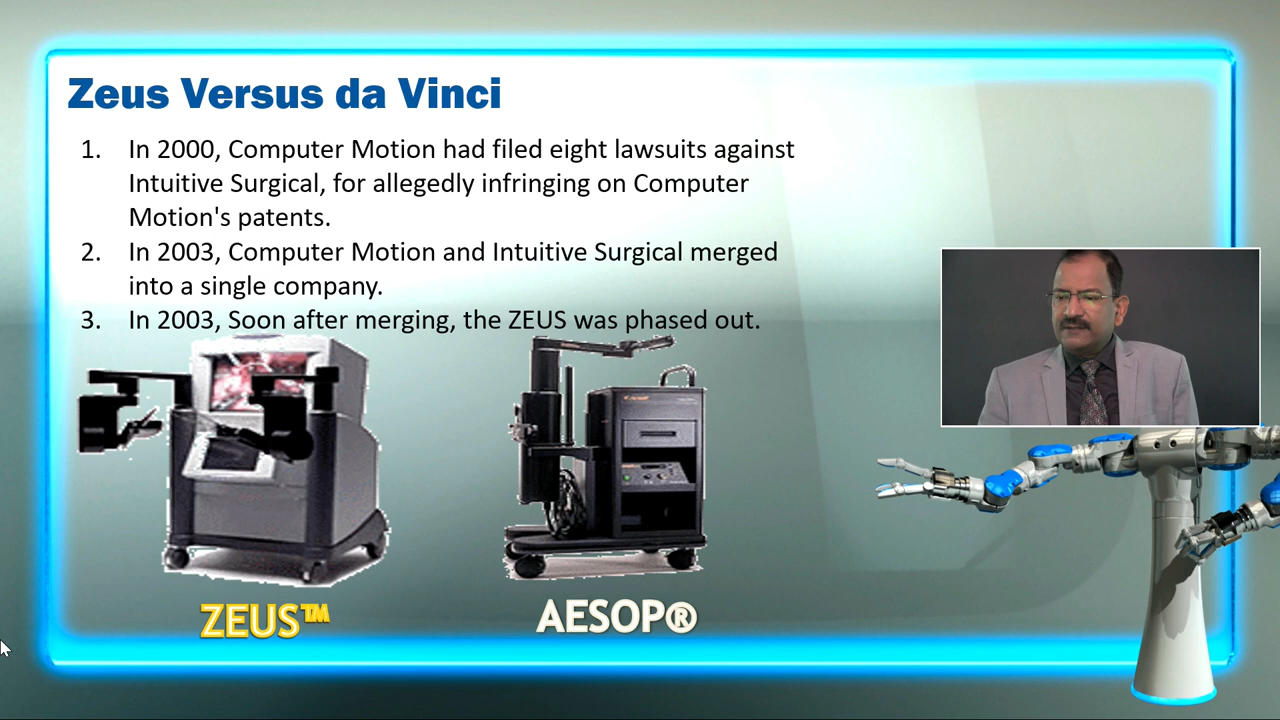 Zeus Versus da Vinci
1. In 2000, Computer Motion had filed eight lawsuits against
Intuitive Surgical, for allegedly infringing on Computer
Motion's patents.
2. In 2003, Computer Motion and Intuitive Surgical merged
into a single company.
3. In 2003, Soon after merging, the ZEUS was phased out.
ZEUS™
AESOP®